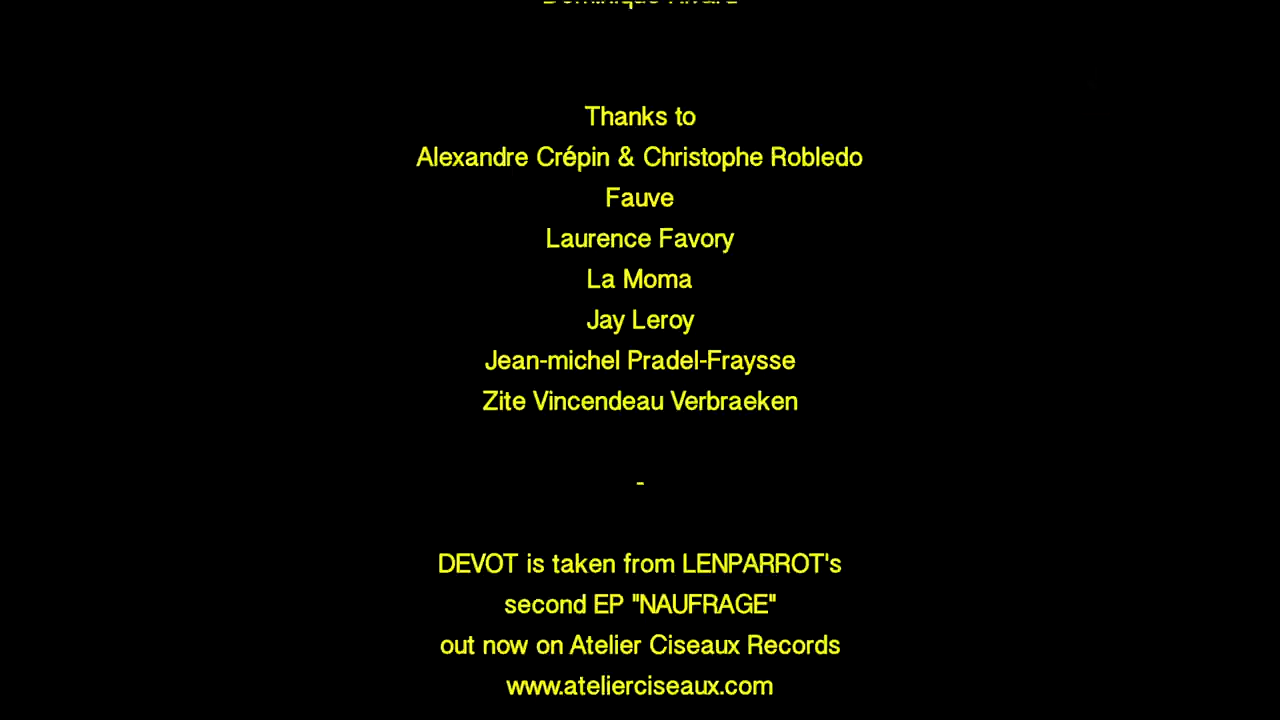 Thanks to
Alexandre Crépin & Christophe Robledo
Fauve
Laurence Favory
La Moma
Jay Leroy
Jean-michel Pradel-Fraysse
Zite Vincendeau Verbraeken
-
DEVOT is taken from LENPARROT's
second EP "NAUFRAGE"
out now on Atelier Ciseaux Records
www.atelierciseaux.com